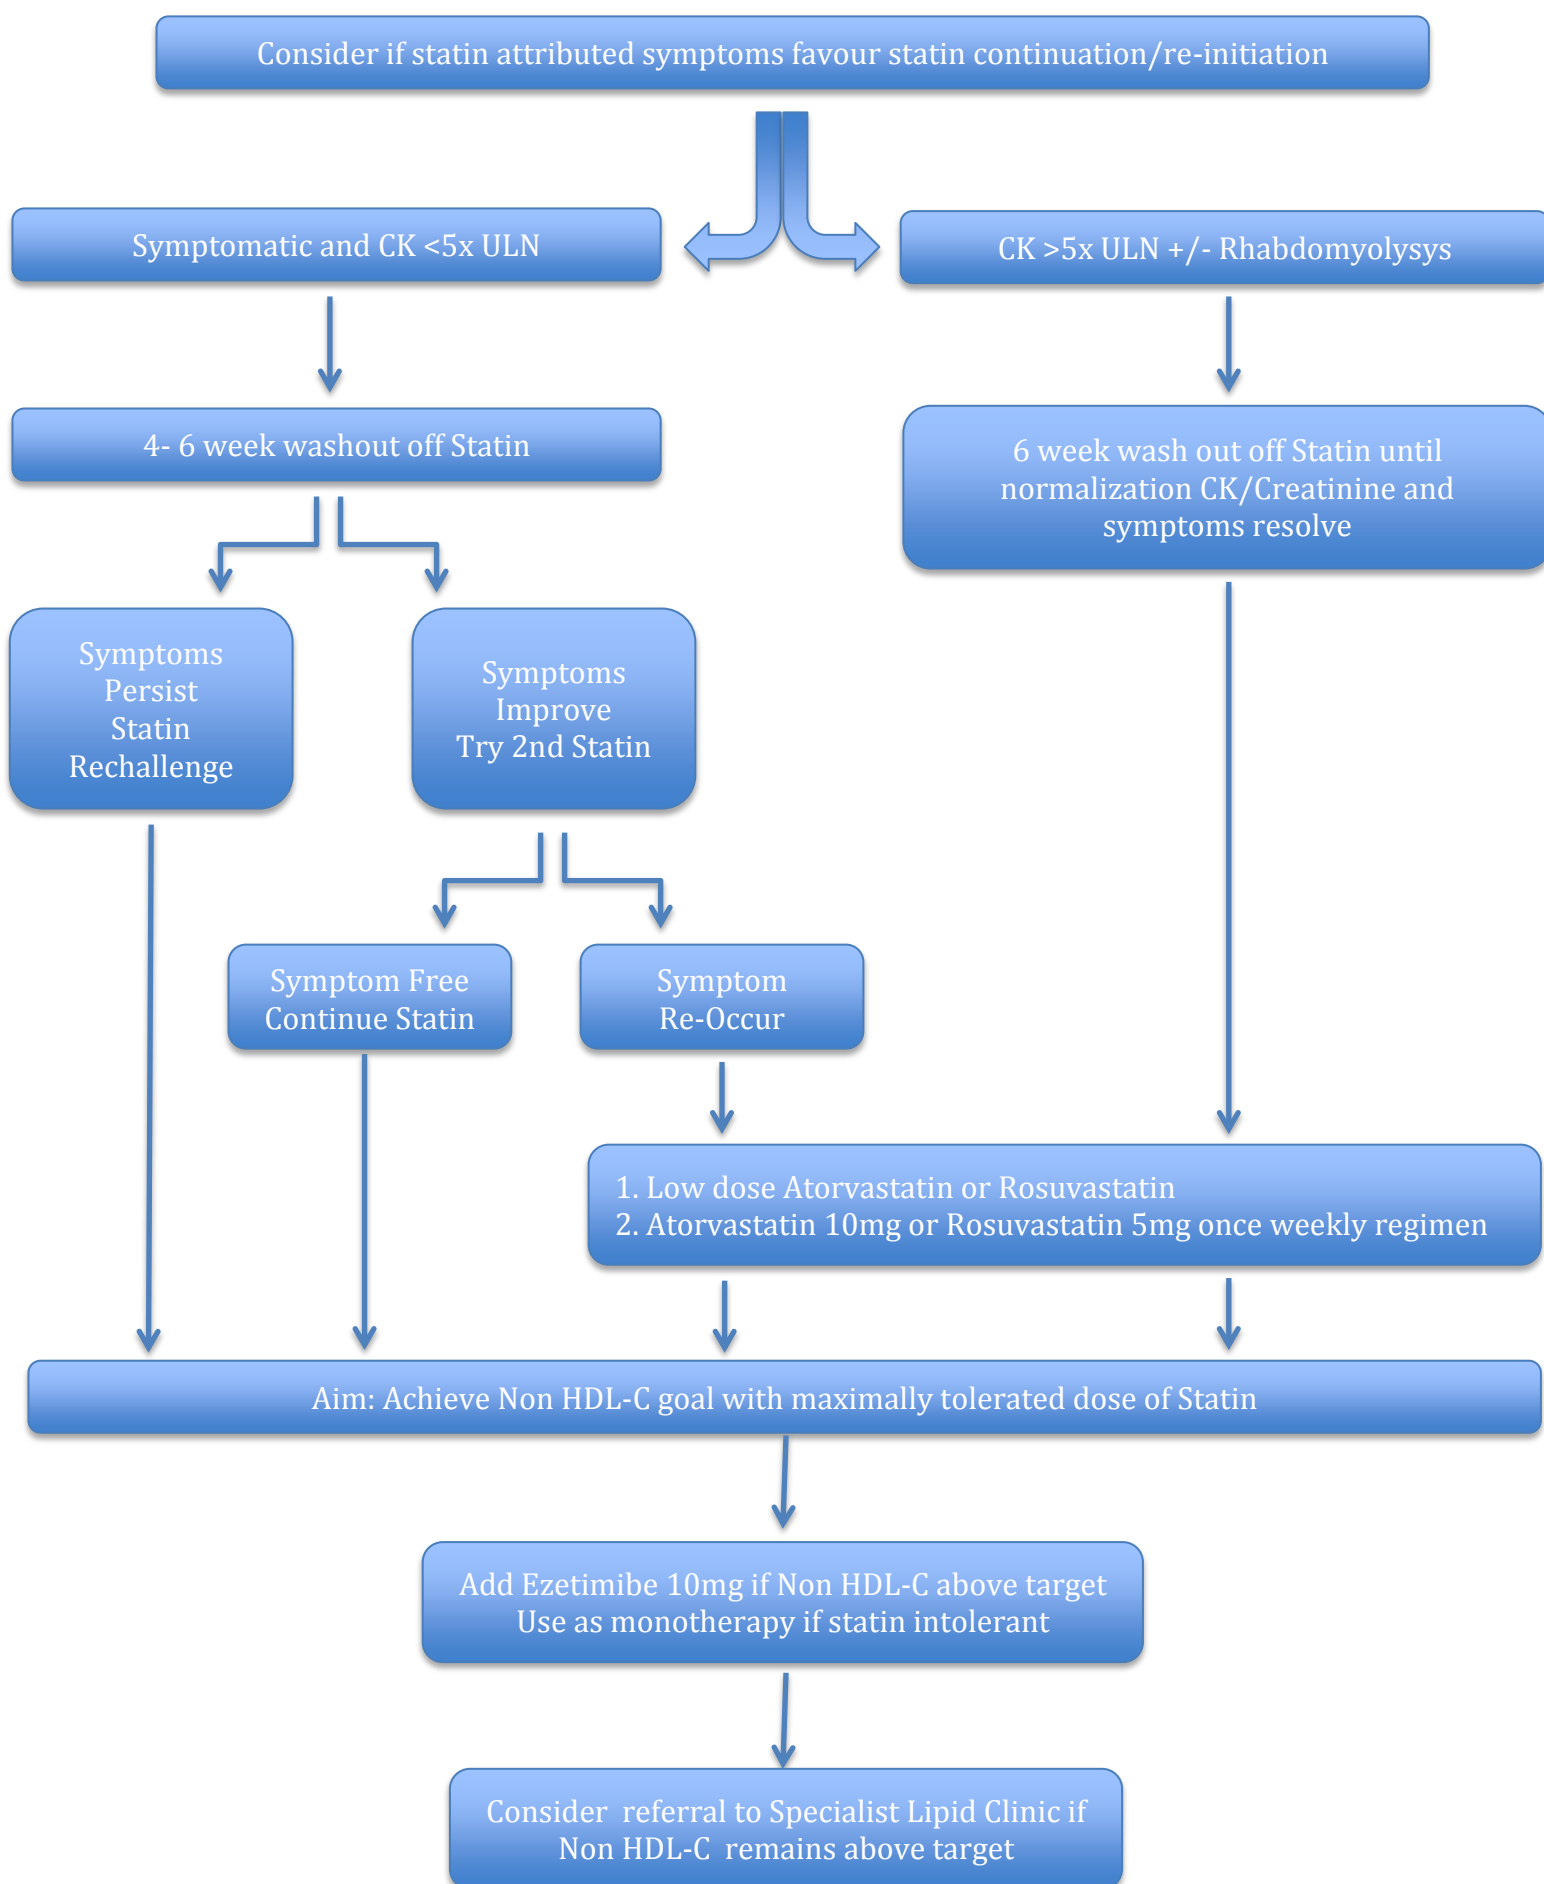 Consider if statin attributed symptoms favour statin continuation/re-initiation
Symptomatic and CK <5x ULN
CK >5x ULN +/- Rhabdomyolysys
4- 6 week washout off Statin
6 week wash out off Statin until
normalization CK/Creatinine and
symptoms resolve
Symptoms
Persist
Statin
Rechallenge
Symptoms
Improve
Try 2nd Statin
Symptom Free
Continue Statin
Symptom
Re-Occur
1. Low dose Atorvastatin or Rosuvastatin
2. Atorvastatin 10mg or Rosuvastatin 5mg once weekly regimen
Aim: Achieve Non HDL-C goal with maximally tolerated dose of Statin
Add Ezetimibe 10mg if Non HDL-C above target
Use as monotherapy if statin intolerant
Consider  referral to Specialist Lipid Clinic if
Non HDL-C  remains above target